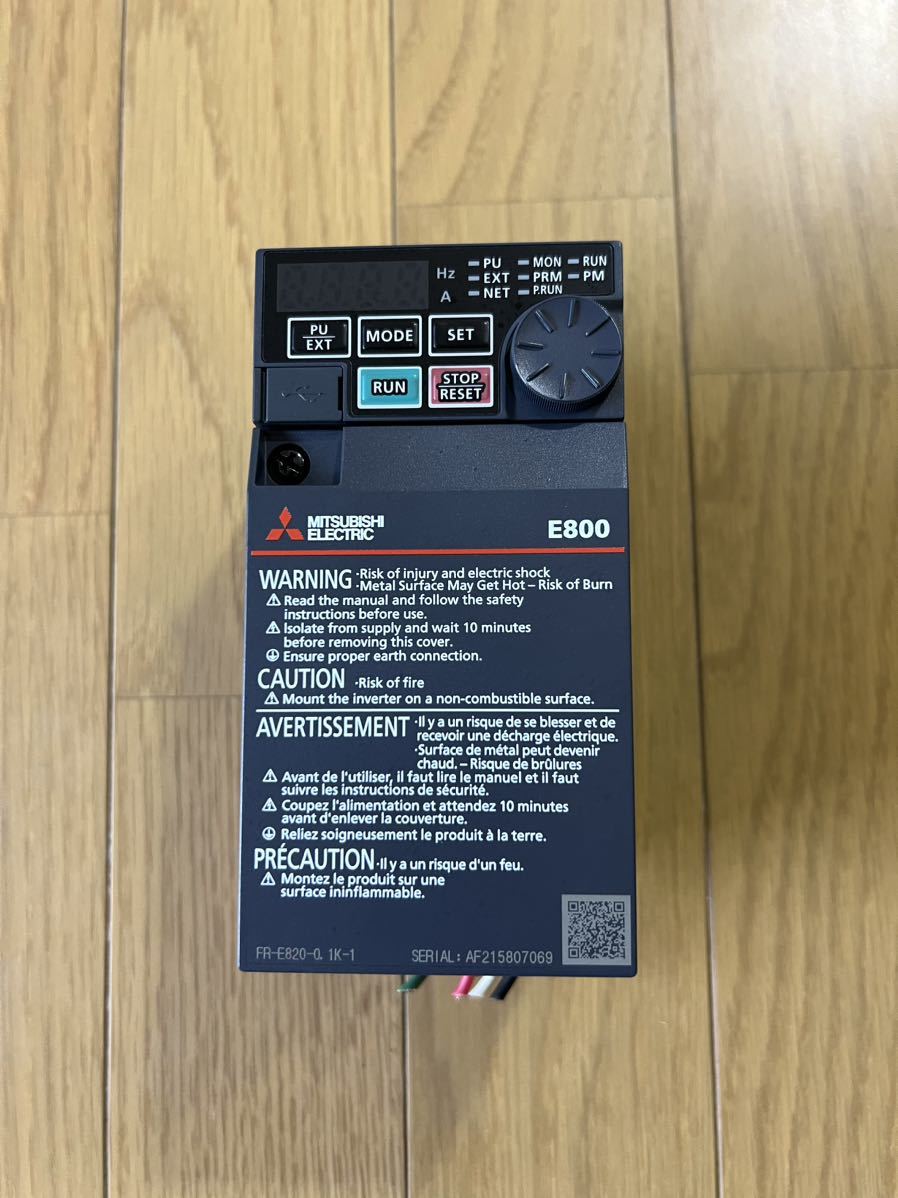 Hz PU MON RUN
EXT PRM PM
A NET P.RUN
PU
EXT
MODE
SET
RUN
STOP
RESET
MITSUBISHI
ELECTRIC
E800
WARNING ·Risk of injury and electric shock
·Metal Surface May Get Hot – Risk of Burn
Read the manual and follow the safety
instructions before use.
Isolate from supply and wait 10 minutes
before removing this cover.
Ensure proper earth connection.
CAUTION ·Risk of fire
Mount the inverter on a non-combustible surface.
AVERTISSEMENT ·Il y a un risque de se blesser et de
recevoir une décharge électrique.
·Surface de métal peut devenir
chaud. – Risque de brûlures
Avant de l'utiliser, il faut lire le manuel et il faut
suivre les instructions de sécurité.
Coupez l'alimentation et attendez 10 minutes
avant d'enlever la couverture.
Reliez soigneusement le produit à la terre.
PRÉCAUTION ·Il y a un risque d'un feu.
Montez le produit sur une
surface ininflammable.
FR-E820-0.1K-1 SERIAL: AF215807069